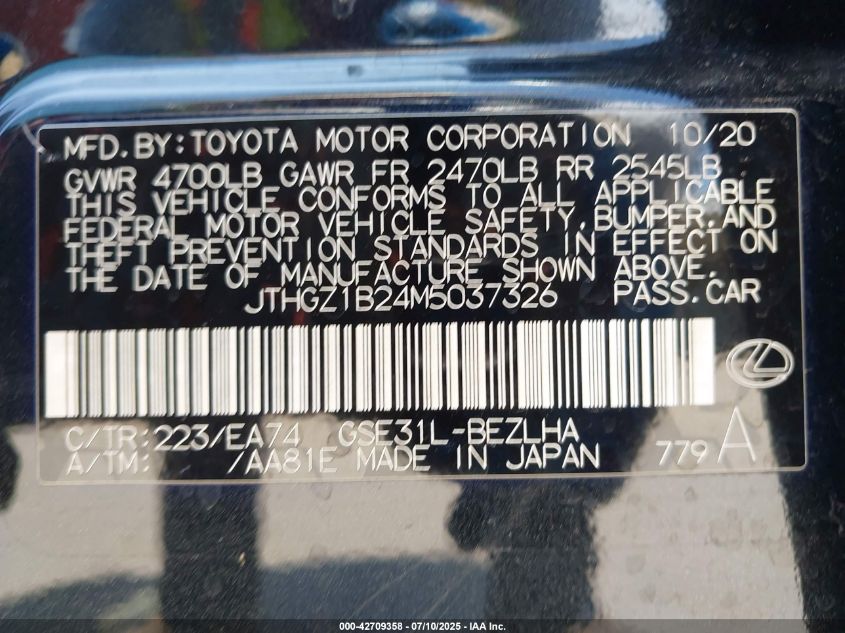 MFD.BY:TOYOTA MOTOR CORPORATION 10/20
GVWR 4700LB GAWR FR 2470LB RR 2545LB
THIS VEHICLE CONFORMS TO ALL APPLICABLE
FEDERAL MOTOR VEHICLE SAFETY,BUMPER,AND
THEFT PREVENTION STANDARDS IN EFFECT ON
THE DATE OF MANUFACTURE SHOWN ABOVE.
JTHGZ1B24M5037326 PASS.CAR
C/TR:223/EA74 GSE31L-BEZLHA
A/TM: /AA81E MADE IN JAPAN 779 A
000-42709358 - 07/10/2025 - IAA Inc.